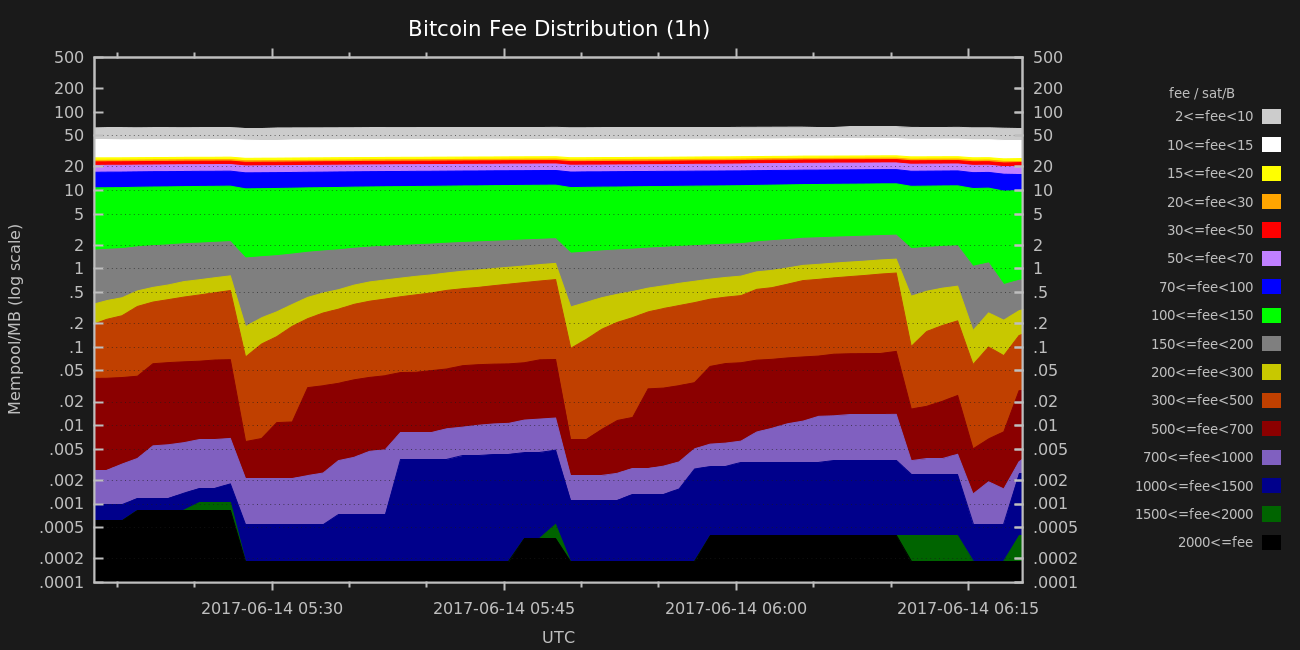 Bitcoin Fee Distribution (1h)
500 500
200 200
100 100
50 50
20 20
10 10
5 5
2 2
1 1
.5 .5
.2 .2
.1 .1
.05 .05
.02 .02
.01 .01
.005 .005
.002 .002
.001 .001
.0005 .0005
.0002 .0002
.0001 .0001
Mempool/MB (log scale)
2017-06-14 05:30 2017-06-14 05:45 2017-06-14 06:00 2017-06-14 06:15
UTC
fee / sat/B
2<=fee<10
10<=fee<15
15<=fee<20
20<=fee<30
30<=fee<50
50<=fee<70
70<=fee<100
100<=fee<150
150<=fee<200
200<=fee<300
300<=fee<500
500<=fee<700
700<=fee<1000
1000<=fee<1500
1500<=fee<2000
2000<=fee